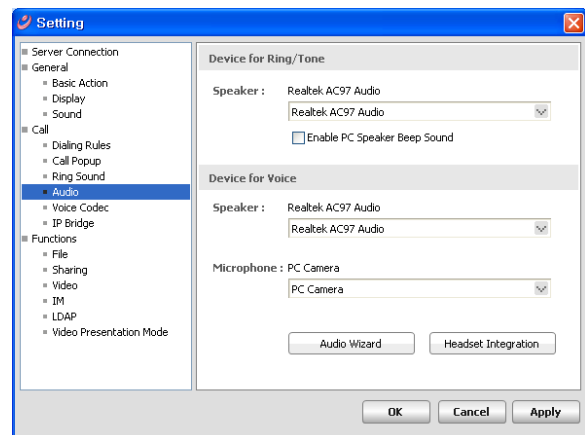 Setting
Server Connection
General
Basic Action
Display
Sound
Call
Dialing Rules
Call Popup
Ring Sound
Audio
Voice Codec
IP Bridge
Functions
File
Sharing
Video
IM
LDAP
Video Presentation Mode
Device for Ring/Tone
Speaker : Realtek AC97 Audio
Realtek AC97 Audio
Enable PC Speaker Beep Sound
Device for Voice
Speaker : Realtek AC97 Audio
Realtek AC97 Audio
Microphone : PC Camera
PC Camera
Audio Wizard Headset Integration
OK Cancel Apply